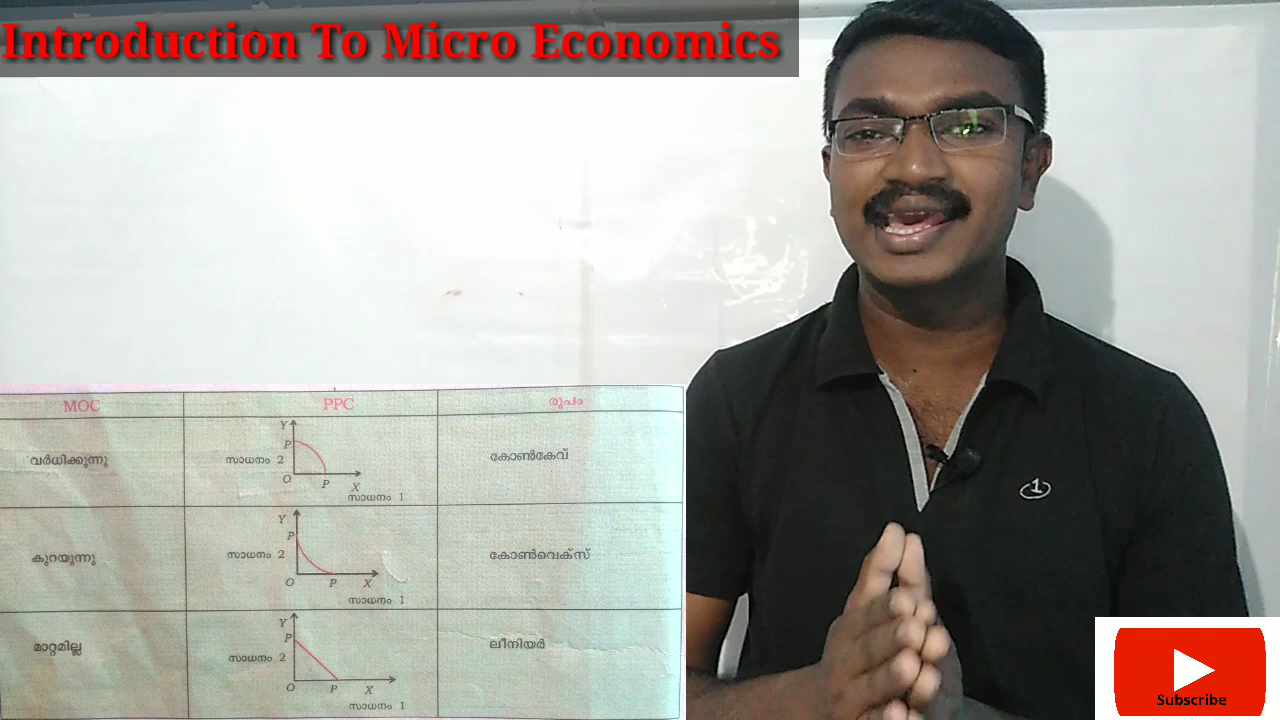 Introduction To Micro Economics
MOC PPC രൂപം
വർധിക്കുന്നു
Y
P
സാധനം 2
O P X
സാധനം 1
കോൺകേവ്
കുറയുന്നു
Y
P
സാധനം 2
O P X
സാധനം 1
കോൺവെക്സ്
മാറ്റമില്ല
Y
P
സാധനം 2
O P X
സാധനം 1
ലീനിയർ
1
Subscribe